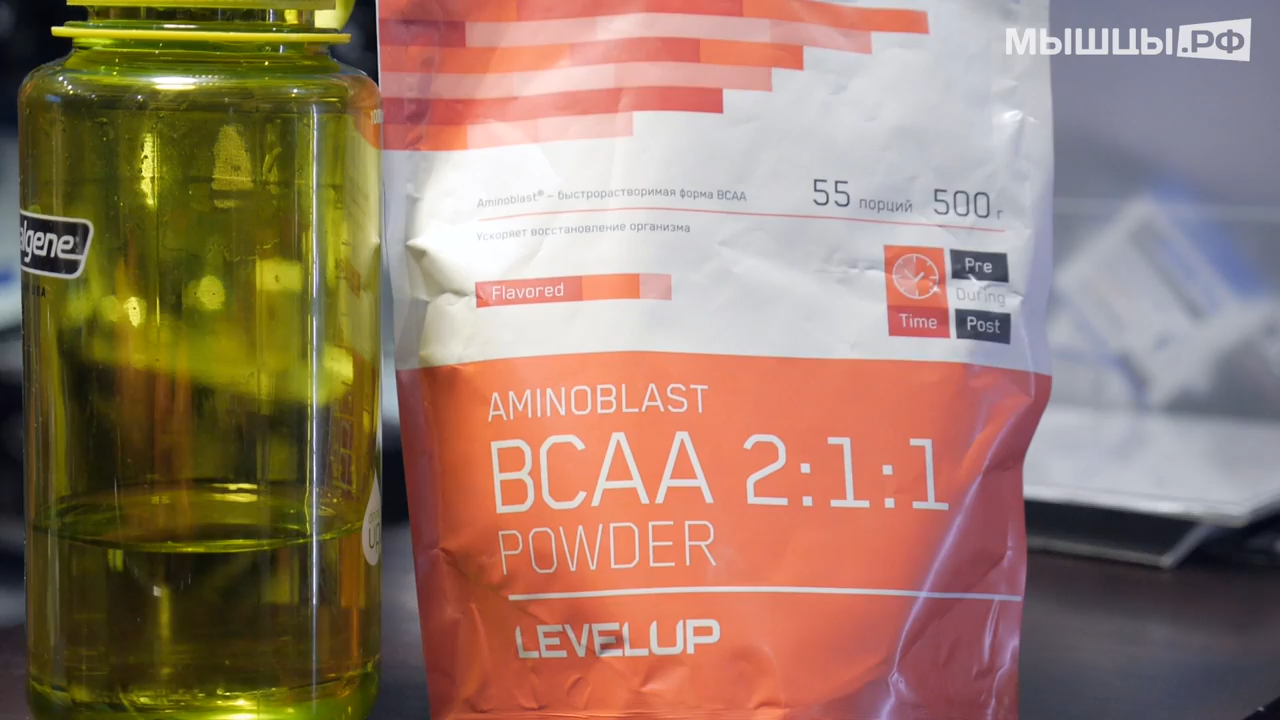 МЫШЦЫ.РФ
Aminoblast® – быстрорастворимая форма BCAA
55 порций 500 г
Ускоряет восстановление организма
Flavored
Pre
During
Time
Post
AMINOBLAST
BCAA 2:1:1
POWDER
LEVELUP